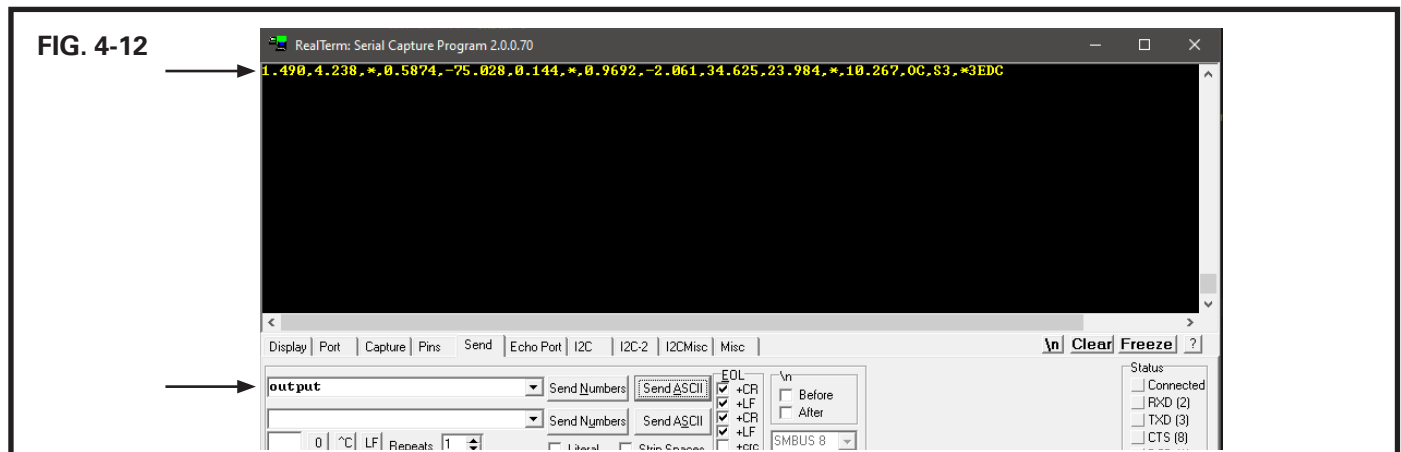 FIG. 4-12
RealTerm: Serial Capture Program 2.0.0.70
1.490,4.238,*,0.5874,-75.028,0.144,*,0.9692,-2.061,34.625,23.984,*,10.267,OC,S3,*3EDC
Display Port Capture Pins Send Echo Port I2C I2C-2 I2CMisc Misc \n Clear Freeze ?
output Send Numbers Send ASCII
EOL
+CR
+LF
+CR
+LF
+crc
\n
Before
After
Send Numbers Send ASCII
0 ^C LF Repeats 1 Literal Strip Spaces
SMBUS 8
Status
Connected
RXD (2)
TXD (3)
CTS (8)